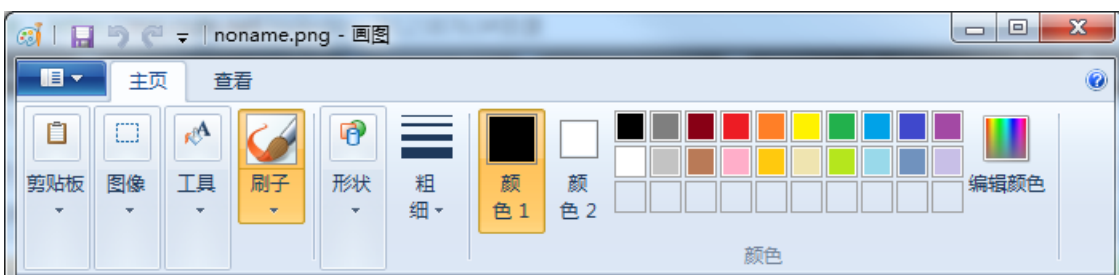 noname.png - 画图
主页 查看
剪贴板 图像 工具 刷子 形状 粗细 颜色 1 颜色 2 编辑颜色
颜色